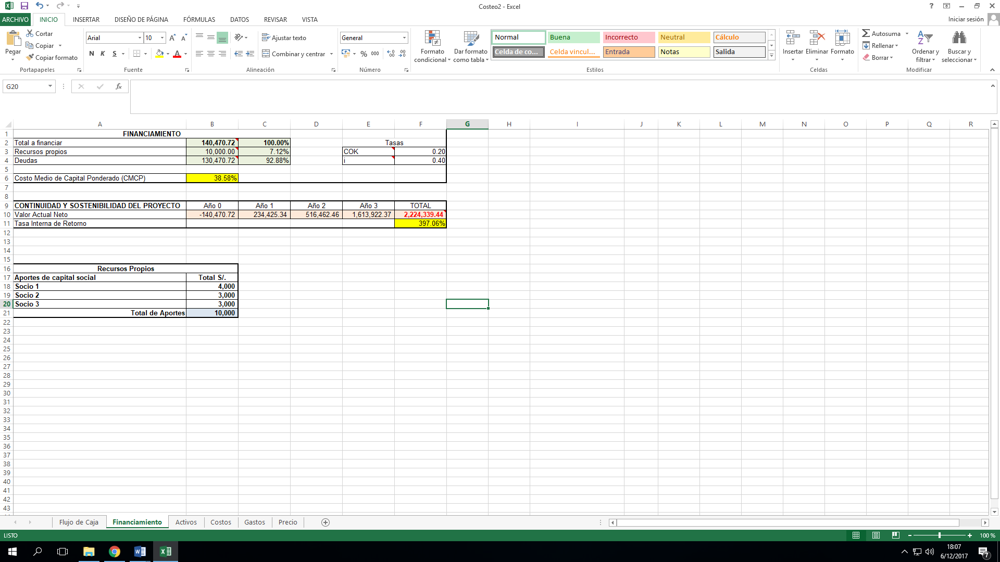 Costeo2 - Excel
ARCHIVO INICIO INSERTAR DISEÑO DE PÁGINA FÓRMULAS DATOS REVISAR VISTA Iniciar sesión
Pegar Cortar Copiar Copiar formato Portapapeles
Arial 10 N K S Fuente
Ajustar texto Combinar y centrar Alineación
General % 000 Número
Formato condicional Dar formato como tabla
Normal Buena Incorrecto Neutral Cálculo
Celda de co... Celda vincul... Entrada Notas Salida
Estilos
Insertar Eliminar Formato Celdas
Autosuma Rellenar Borrar Ordenar y filtrar Buscar y seleccionar Modificar
G20 fx
A B C D E F G H I J K L M N O P Q R
1 FINANCIAMIENTO
2 Total a financiar 140,470.72 100.00% Tasas
3 Recursos propios 10,000.00 7.12% COK 0.20
4 Deudas 130,470.72 92.88% i 0.40
5
6 Costo Medio de Capital Ponderado (CMCP) 38.58%
7
8
9 CONTINUIDAD Y SOSTENIBILIDAD DEL PROYECTO Año 0 Año 1 Año 2 Año 3 TOTAL
10 Valor Actual Neto -140,470.72 234,425.34 516,462.46 1,613,922.37 2,224,339.44
11 Tasa Interna de Retorno 397.06%
12
13
14
15
16 Recursos Propios
17 Aportes de capital social Total S/.
18 Socio 1 4,000
19 Socio 2 3,000
20 Socio 3 3,000
21 Total de Aportes 10,000
22
23
24
25
26
27
28
29
30
31
32
33
34
35
36
37
38
39
40
41
42
43
Flujo de Caja Financiamiento Activos Costos Gastos Precio
LISTO 100 %
18:07
6/12/2017
7